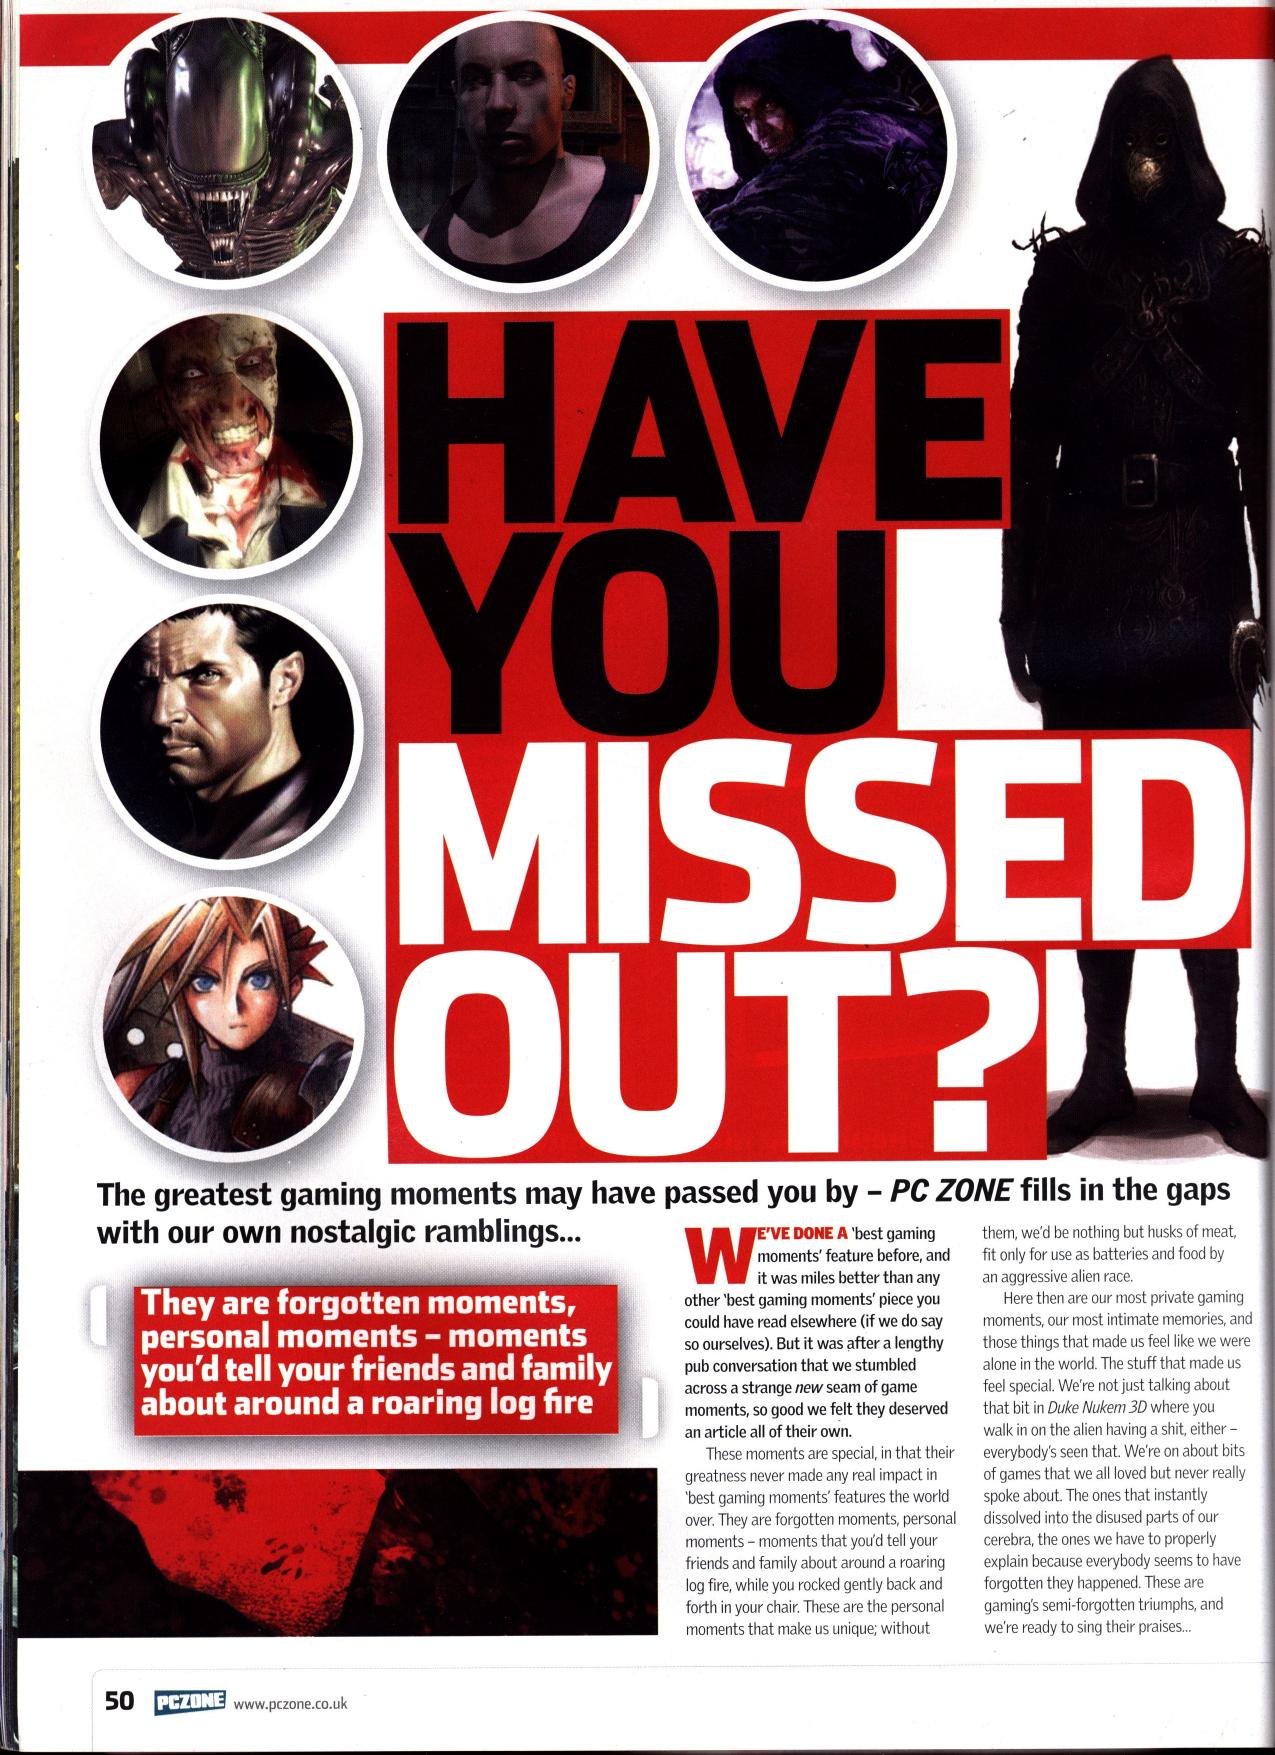 HAVE
YOU
MISSED
OUT?
The greatest gaming moments may have passed you by – PC ZONE fills in the gaps
with our own nostalgic ramblings...
They are forgotten moments,
personal moments – moments
you'd tell your friends and family
about around a roaring log fire
WE'VE DONE A 'best gaming
moments' feature before, and
it was miles better than any
other 'best gaming moments' piece you
could have read elsewhere (if we do say
so ourselves). But it was after a lengthy
pub conversation that we stumbled
across a strange new seam of game
moments, so good we felt they deserved
an article all of their own.
These moments are special, in that their
greatness never made any real impact in
'best gaming moments' features the world
over. They are forgotten moments, personal
moments – moments that you'd tell your
friends and family about around a roaring
log fire, while you rocked gently back and
forth in your chair. These are the personal
moments that make us unique; without
them, we'd be nothing but husks of meat,
fit only for use as batteries and food by
an aggressive alien race.
Here then are our most private gaming
moments, our most intimate memories, and
those things that made us feel like we were
alone in the world. The stuff that made us
feel special. We're not just talking about
that bit in Duke Nukem 3D where you
walk in on the alien having a shit, either –
everybody's seen that. We're on about bits
of games that we all loved but never really
spoke about. The ones that instantly
dissolved into the disused parts of our
cerebra, the ones we have to properly
explain because everybody seems to have
forgotten they happened. These are
gaming's semi-forgotten triumphs, and
we're ready to sing their praises...
50 PCZONE www.pczone.co.uk